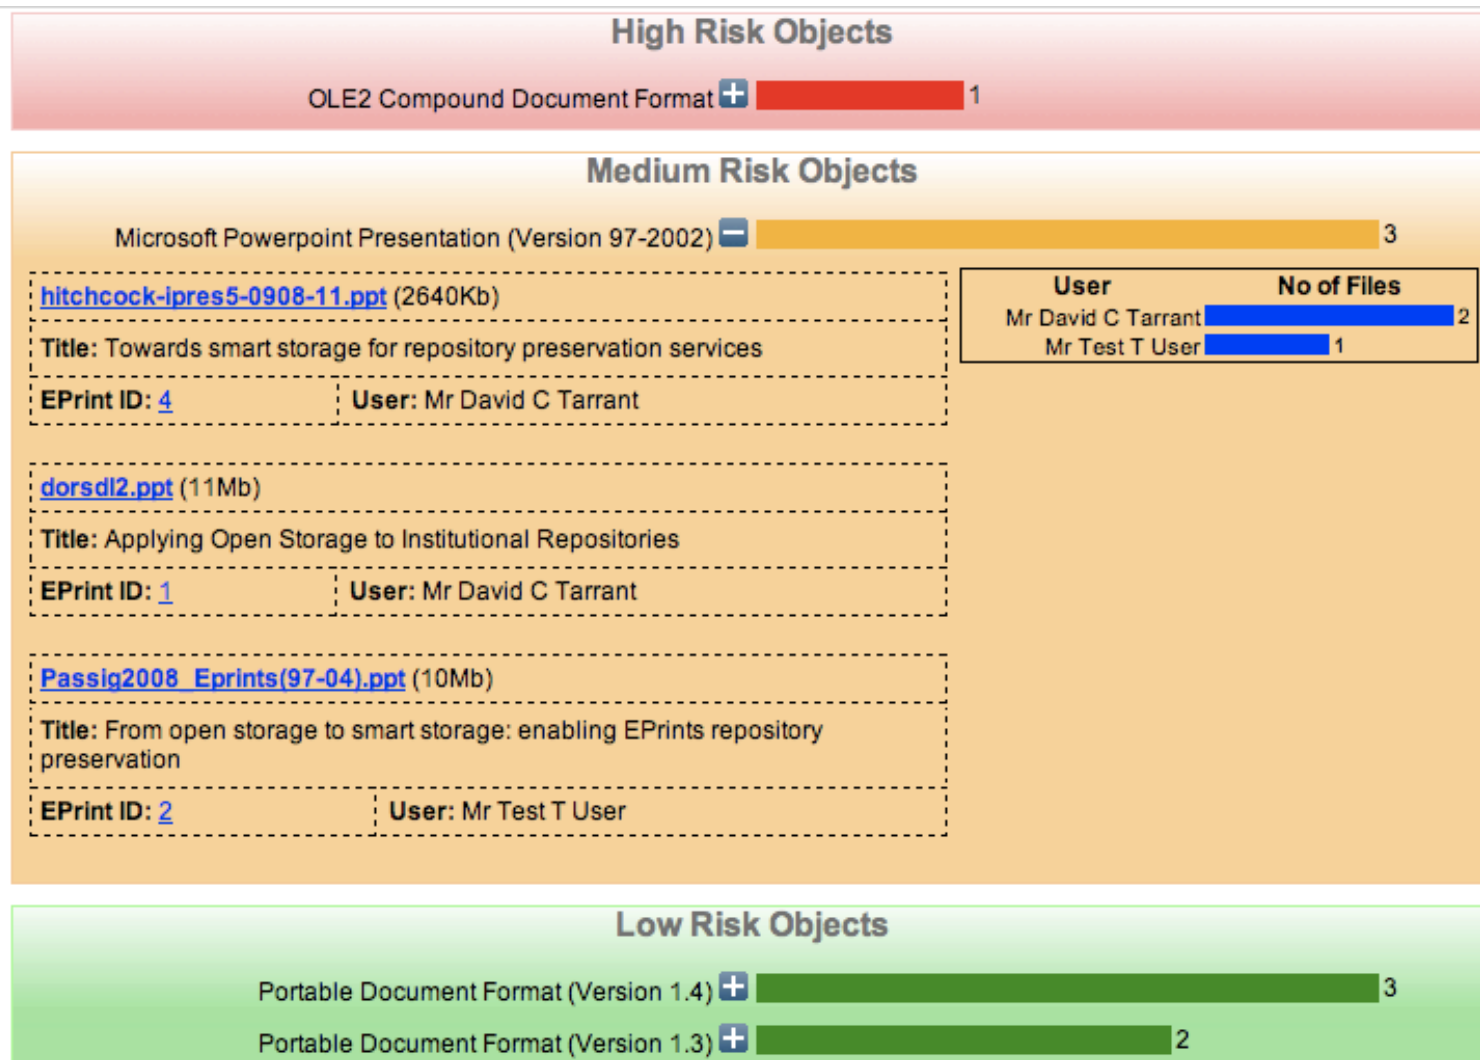 High Risk Objects
OLE2 Compound Document Format 1
Medium Risk Objects
Microsoft Powerpoint Presentation (Version 97-2002) 3
hitchcock-ipres5-0908-11.ppt (2640Kb)
Title: Towards smart storage for repository preservation services
EPrint ID: 4 User: Mr David C Tarrant
User No of Files
Mr David C Tarrant 2
Mr Test T User 1
dorsdl2.ppt (11Mb)
Title: Applying Open Storage to Institutional Repositories
EPrint ID: 1 User: Mr David C Tarrant
Passig2008_Eprints(97-04).ppt (10Mb)
Title: From open storage to smart storage: enabling EPrints repository
preservation
EPrint ID: 2 User: Mr Test T User
Low Risk Objects
Portable Document Format (Version 1.4) 3
Portable Document Format (Version 1.3) 2